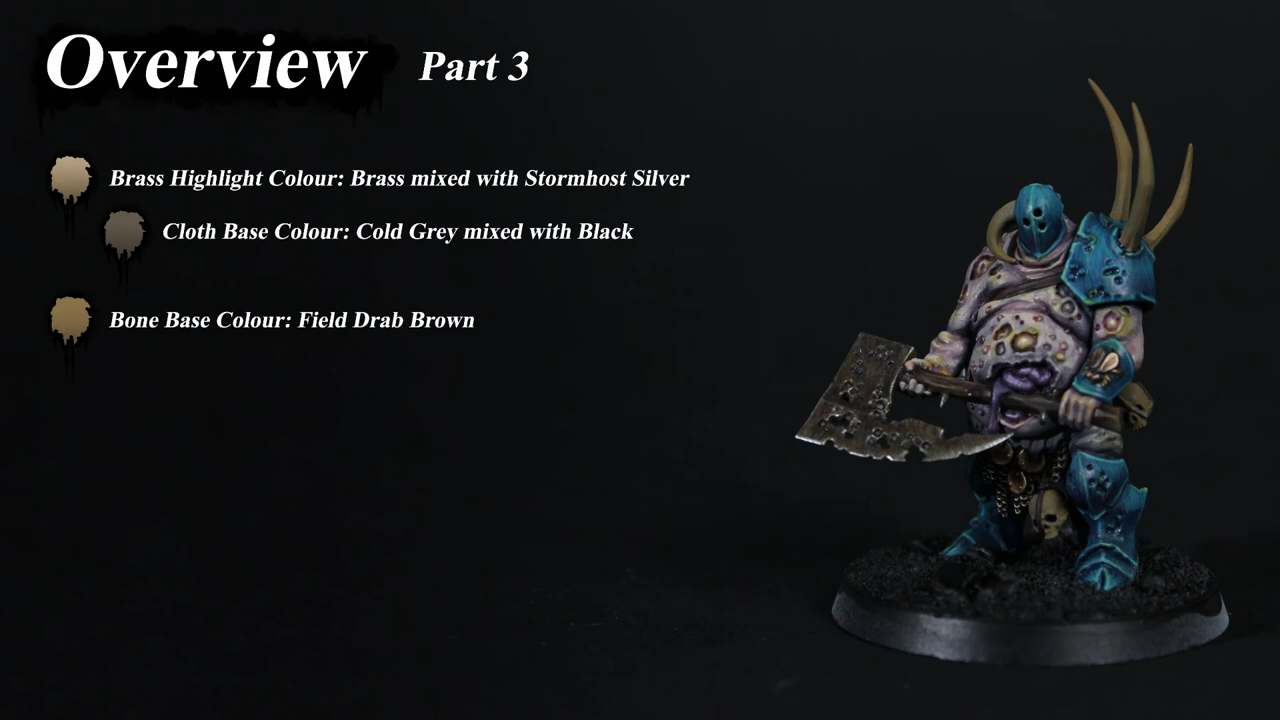 Overview Part 3
Brass Highlight Colour: Brass mixed with Stormhost Silver
Cloth Base Colour: Cold Grey mixed with Black
Bone Base Colour: Field Drab Brown